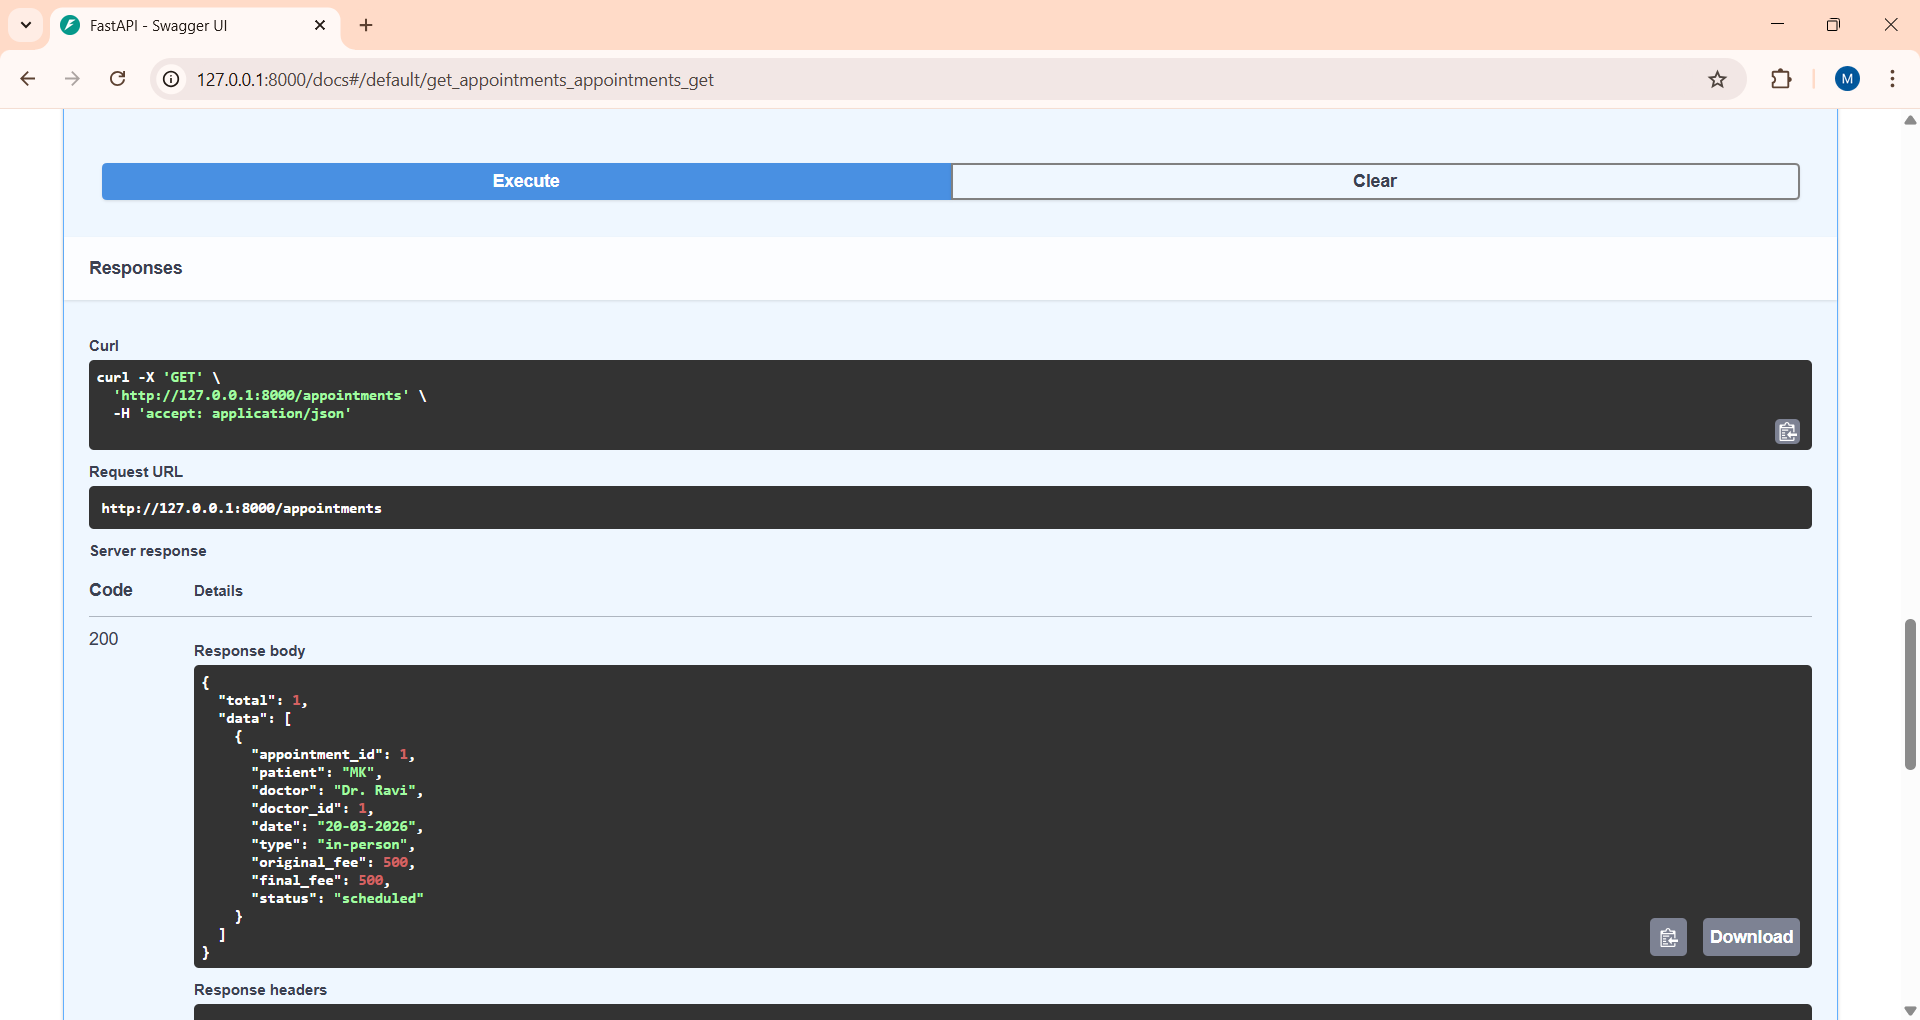 FastAPI - Swagger UI
127.0.0.1:8000/docs#/default/get_appointments_appointments_get
M
Execute
Clear
Responses
Curl
curl -X 'GET' \
  'http://127.0.0.1:8000/appointments' \
  -H 'accept: application/json'
Request URL
http://127.0.0.1:8000/appointments
Server response
Code
Details
200
Response body
{
  "total": 1,
  "data": [
    {
      "appointment_id": 1,
      "patient": "MK",
      "doctor": "Dr. Ravi",
      "doctor_id": 1,
      "date": "20-03-2026",
      "type": "in-person",
      "original_fee": 500,
      "final_fee": 500,
      "status": "scheduled"
    }
  ]
}
Download
Response headers